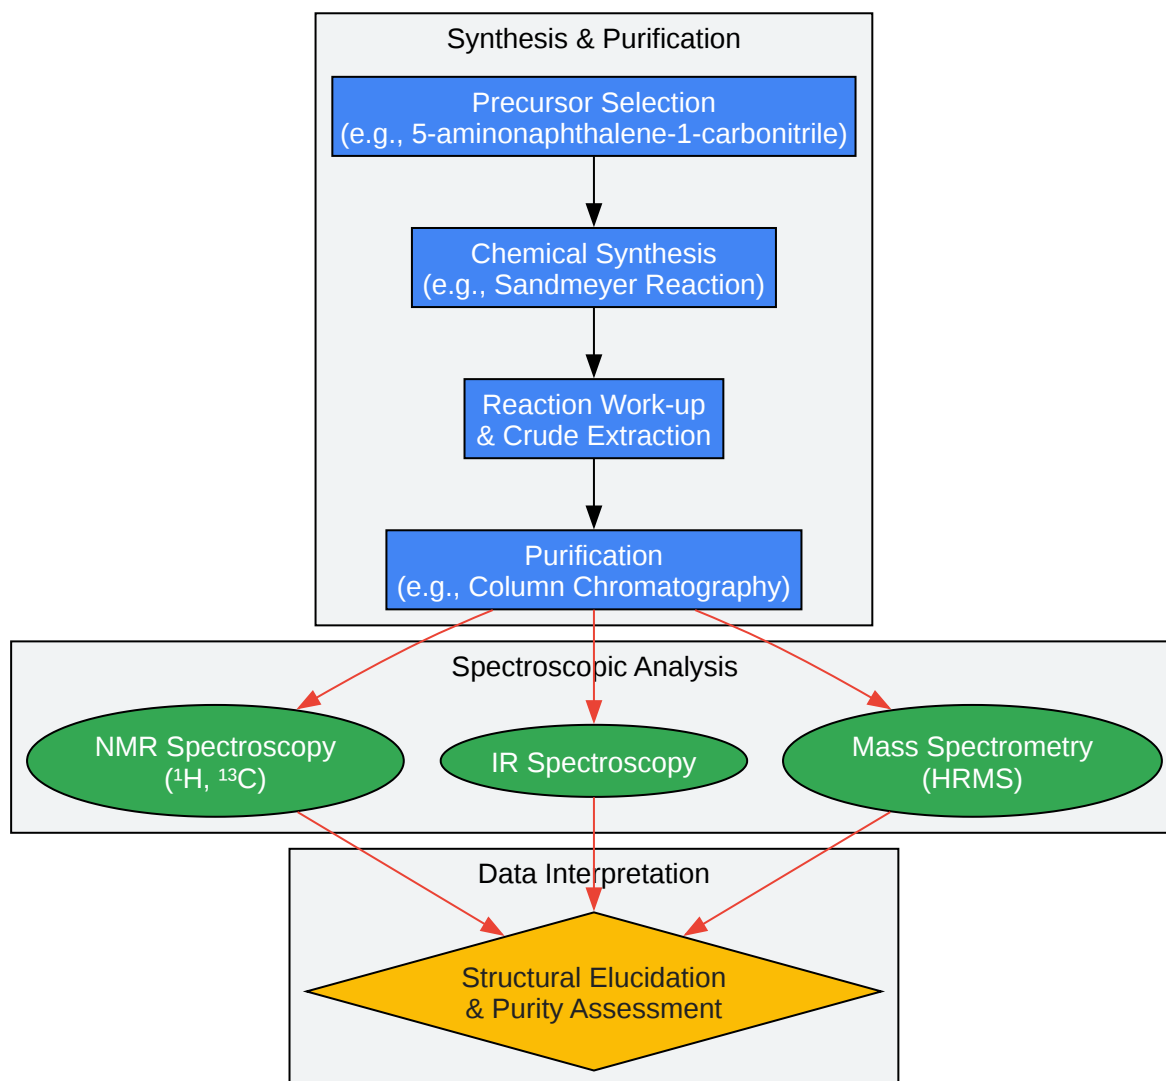 Synthesis & Purification
Precursor Selection
(e.g., 5-aminonaphthalene-1-carbonitrile)
Chemical Synthesis
(e.g., Sandmeyer Reaction)
Reaction Work-up
& Crude Extraction
Purification
(e.g., Column Chromatography)
Spectroscopic Analysis
NMR Spectroscopy
(¹H, ¹³C)
IR Spectroscopy
Mass Spectrometry
(HRMS)
Data Interpretation
Structural Elucidation
& Purity Assessment